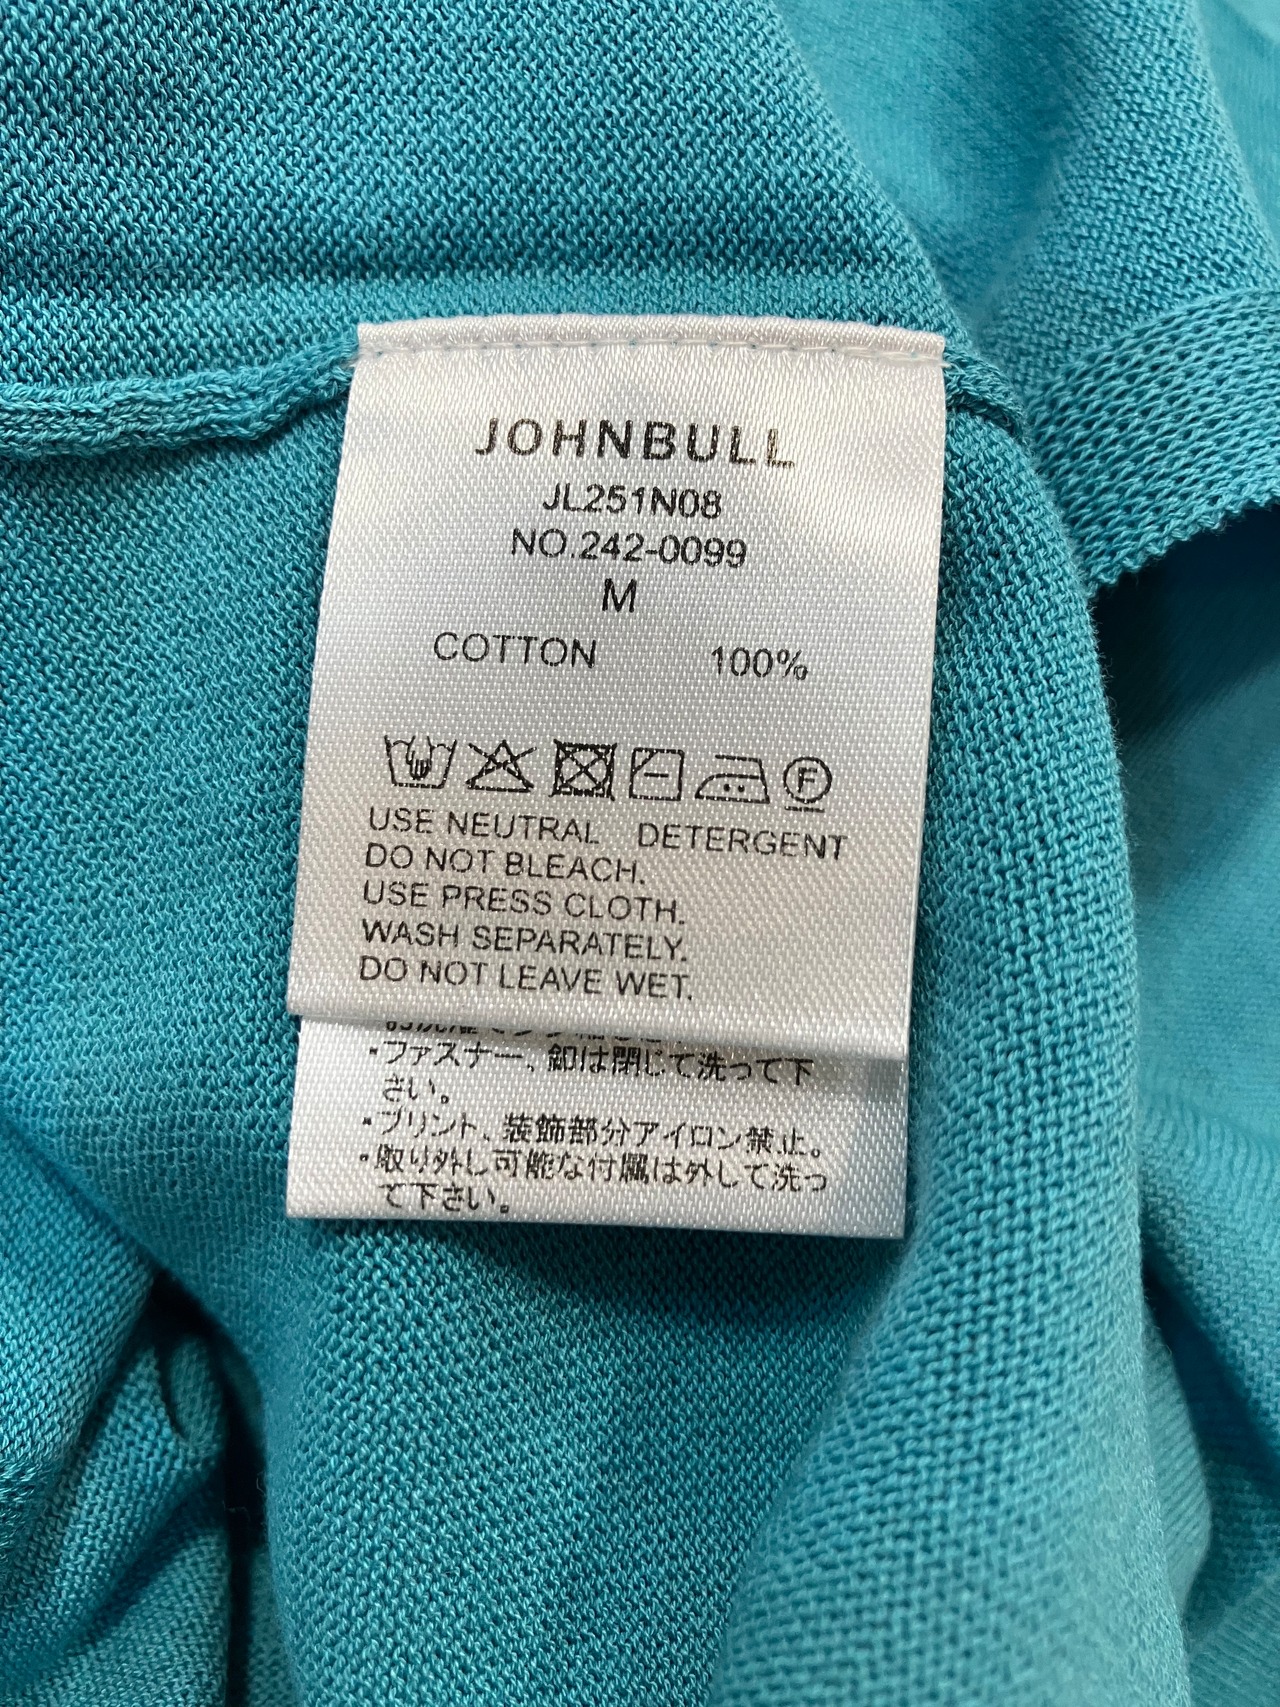 JOHNBULL
JL251N08
NO.242-0099
M
COTTON 100%
F
USE NEUTRAL DETERGENT
DO NOT BLEACH.
USE PRESS CLOTH.
WASH SEPARATELY.
DO NOT LEAVE WET.
・ファスナー、釦は閉じて洗って下
さい。
・プリント、装飾部分アイロン禁止。
・取り外し可能な付属は外して洗っ
て下さい。